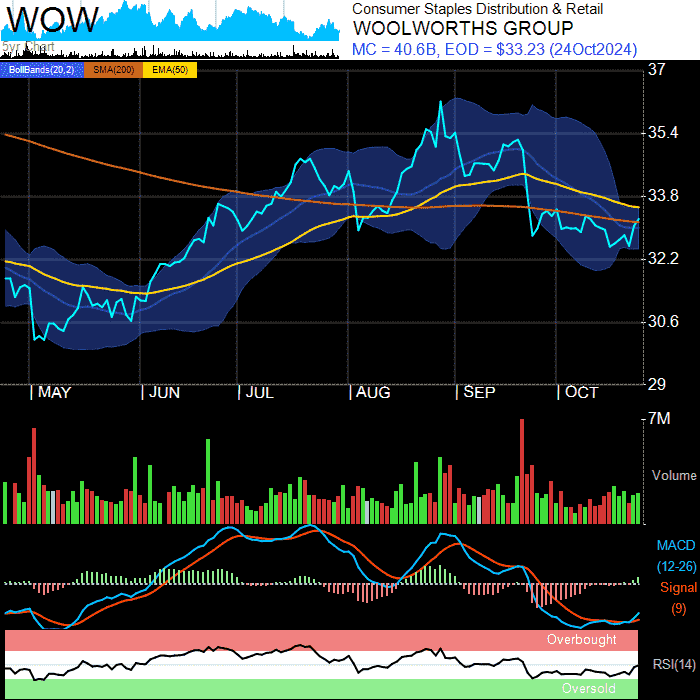 WOW
5yr Chart
Consumer Staples Distribution & Retail
WOOLWORTHS GROUP
MC = 40.6B, EOD = $33.23 (24Oct2024)
BollBands(20,2) SMA(200) EMA(50)
37
35.4
33.8
32.2
30.6
29
MAY JUN JUL AUG SEP OCT
7M
Volume
MACD
(12-26)
Signal
(9)
Overbought
RSI(14)
Oversold